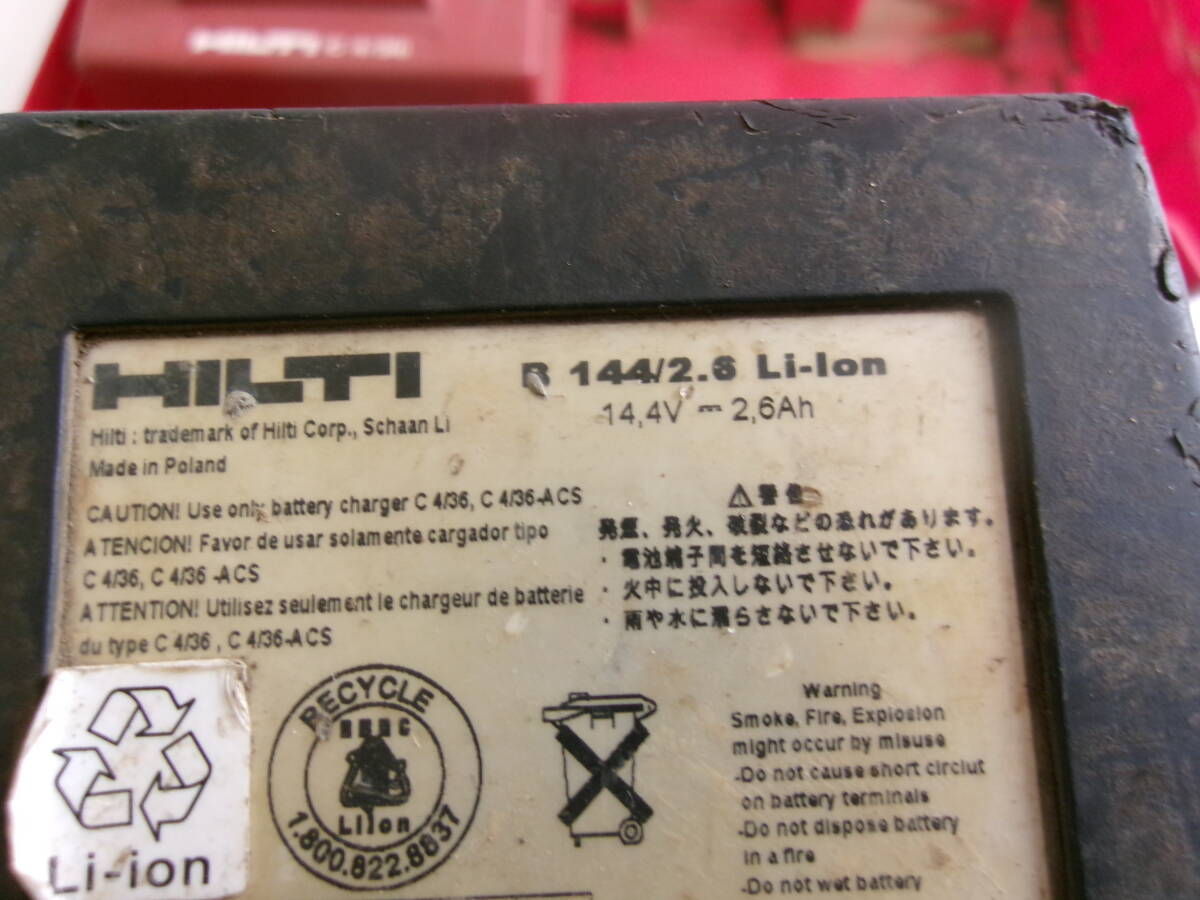 HILTI
HILTI
B 144/2.6 Li-Ion
14,4V 2,6Ah
Hilti : trademark of Hilti Corp., Schaan Li
Made in Poland
CAUTION! Use only battery charger C 4/36, C 4/36-ACS
ATENCION! Favor de usar solamente cargador tipo
C 4/36, C 4/36 -ACS
ATTENTION! Utilisez seulement le chargeur de batterie
du type C 4/36 , C 4/36-ACS
⚠警告
発煙、発火、破裂などの恐れがあります。
・電池端子間を短絡させないで下さい。
・火中に投入しないで下さい。
・雨や水に濡らさないで下さい。
Li-ion
RECYCLE
RBRC
Li Ion
1.800.822.8837
Warning
Smoke, Fire, Explosion
might occur by misuse
-Do not cause short circiut
on battery terminals
-Do not dispose battery
in a fire
-Do not wet battery